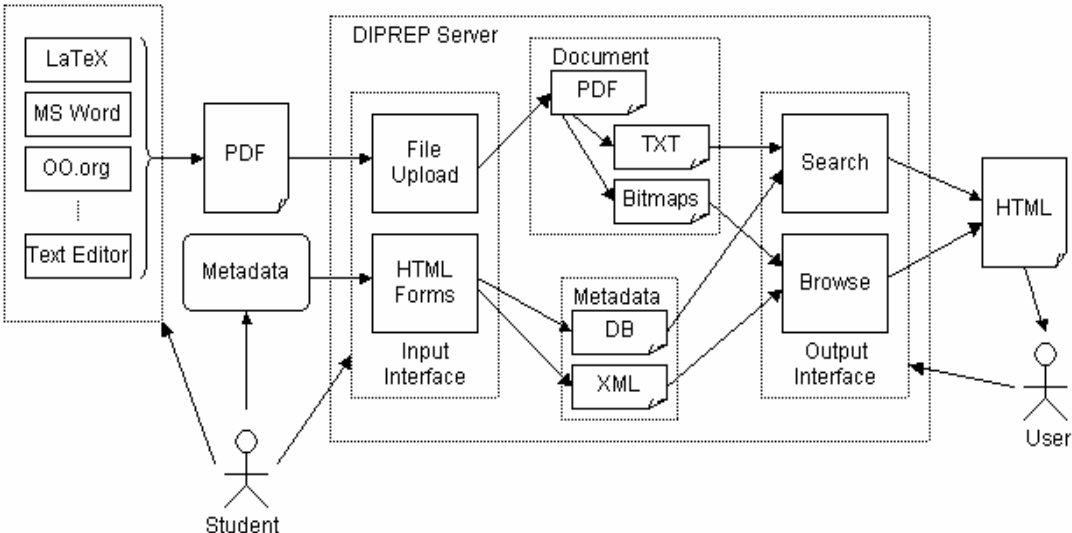 LaTeX
MS Word
OO.org
Text Editor
PDF
Metadata
Student
DIPREP Server
File
Upload
HTML
Forms
Input
Interface
Document
PDF
TXT
Bitmaps
Metadata
DB
XML
Search
Browse
Output
Interface
HTML
User